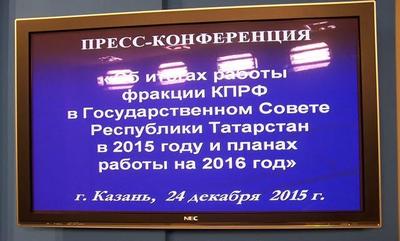 ПРЕСС-КОНФЕРЕНЦИЯ
«Об итогах работы
фракции КПРФ
в Государственном Совете
Республики Татарстан
в 2015 году и планах
работы на 2016 год»
г. Казань, 24 декабря 2015 г.
NEC